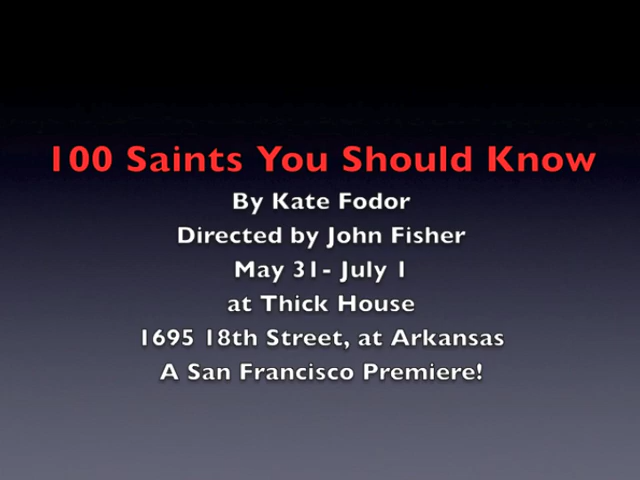 100 Saints You Should Know
By Kate Fodor
Directed by John Fisher
May 31- July 1
at Thick House
1695 18th Street, at Arkansas
A San Francisco Premiere!